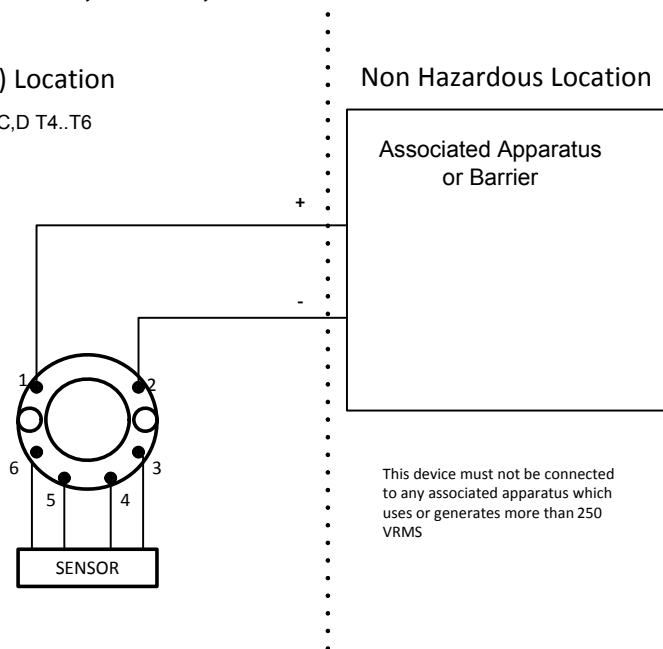 ) Location
C,D T4..T6
Non Hazardous Location
Associated Apparatus
or Barrier
+
-
1
2
6
3
5
4
SENSOR
This device must not be connected
to any associated apparatus which
uses or generates more than 250
VRMS